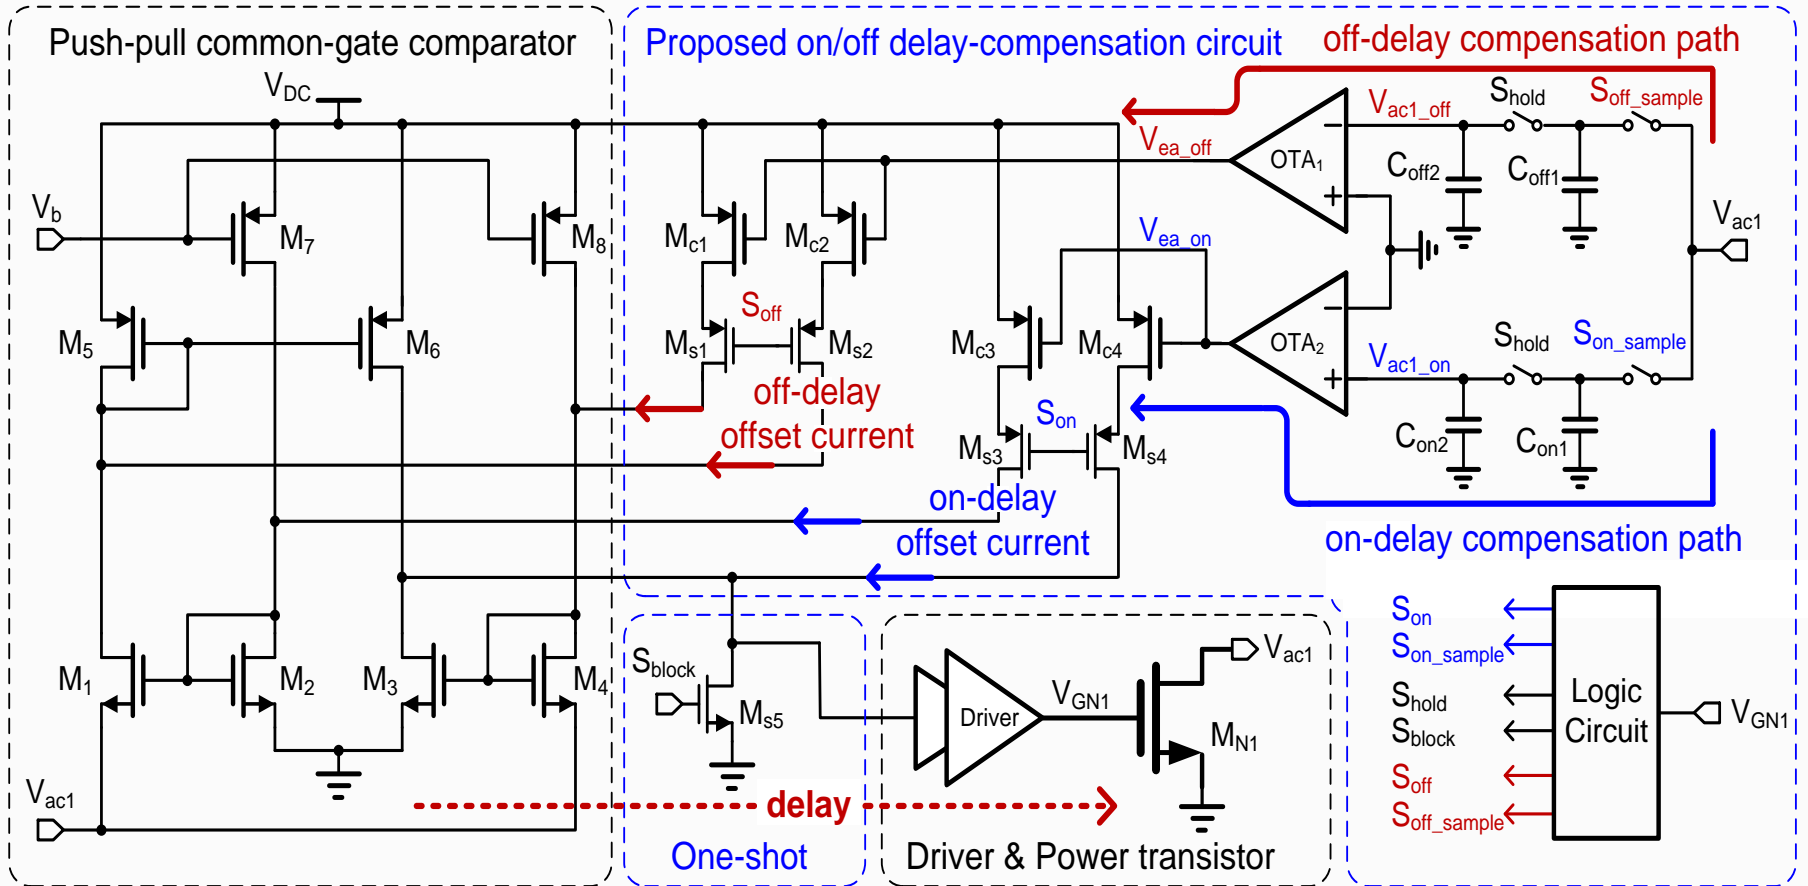 Push-pull common-gate comparator
Proposed on/off delay-compensation circuit
off-delay compensation path
VDC
Vac1_off
Shold
Soff_sample
Vea_off
OTA1
Coff2
Coff1
Vb
M7
M8
Mc1
Mc2
Vac1
Vea_on
Soff
M5
M6
Ms1
Ms2
Mc3
Mc4
OTA2
Shold
Son_sample
Vac1_on
off-delay
offset current
Son
Ms3
Ms4
Con2
Con1
on-delay
offset current
on-delay compensation path
Son
Son_sample
Shold
Sblock
Soff
Soff_sample
Logic
Circuit
VGN1
M1
M2
M3
M4
Sblock
Ms5
Driver
VGN1
Vac1
MN1
Vac1
delay
One-shot
Driver & Power transistor